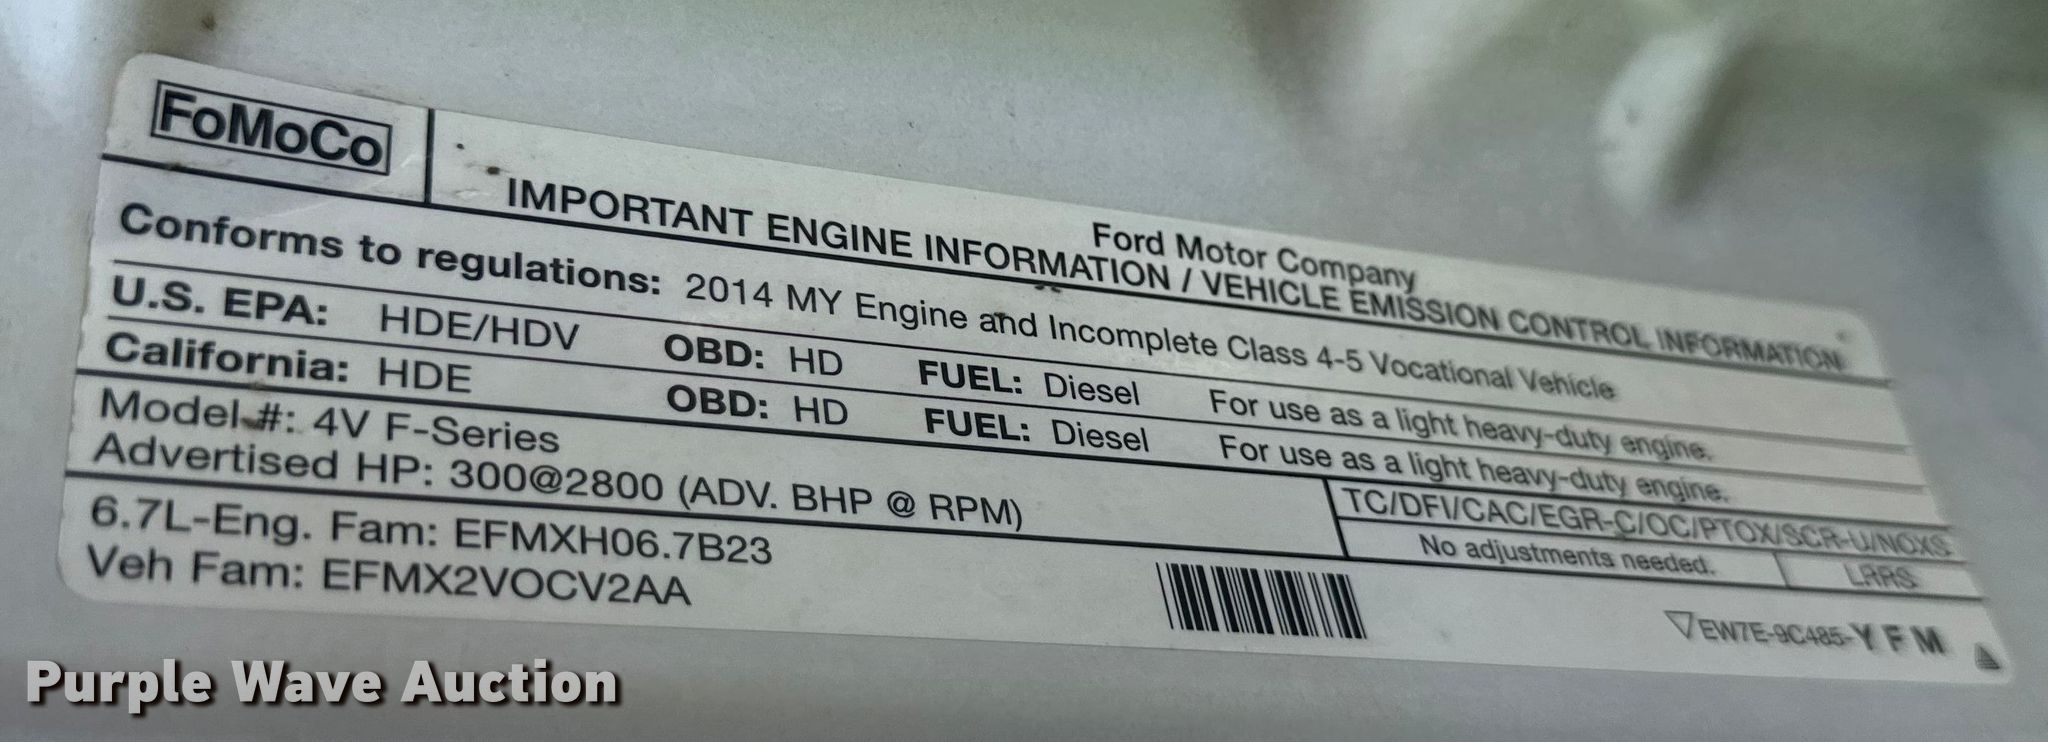 FoMoCo
Ford Motor Company
IMPORTANT ENGINE INFORMATION / VEHICLE EMISSION CONTROL INFORMATION
Conforms to regulations: 2014 MY Engine and Incomplete Class 4-5 Vocational Vehicle
U.S. EPA: HDE/HDV OBD: HD FUEL: Diesel For use as a light heavy-duty engine.
California: HDE OBD: HD FUEL: Diesel For use as a light heavy-duty engine.
Model #: 4V F-Series
Advertised HP: 300@2800 (ADV. BHP @ RPM)
TC/DFI/CAC/EGR-C/OC/PTOX/SCR-U/NOXS
No adjustments needed. LRRS
6.7L-Eng. Fam: EFMXH06.7B23
Veh Fam: EFMX2VOCV2AA
EW7E-9C485-YFM
Purple Wave Auction